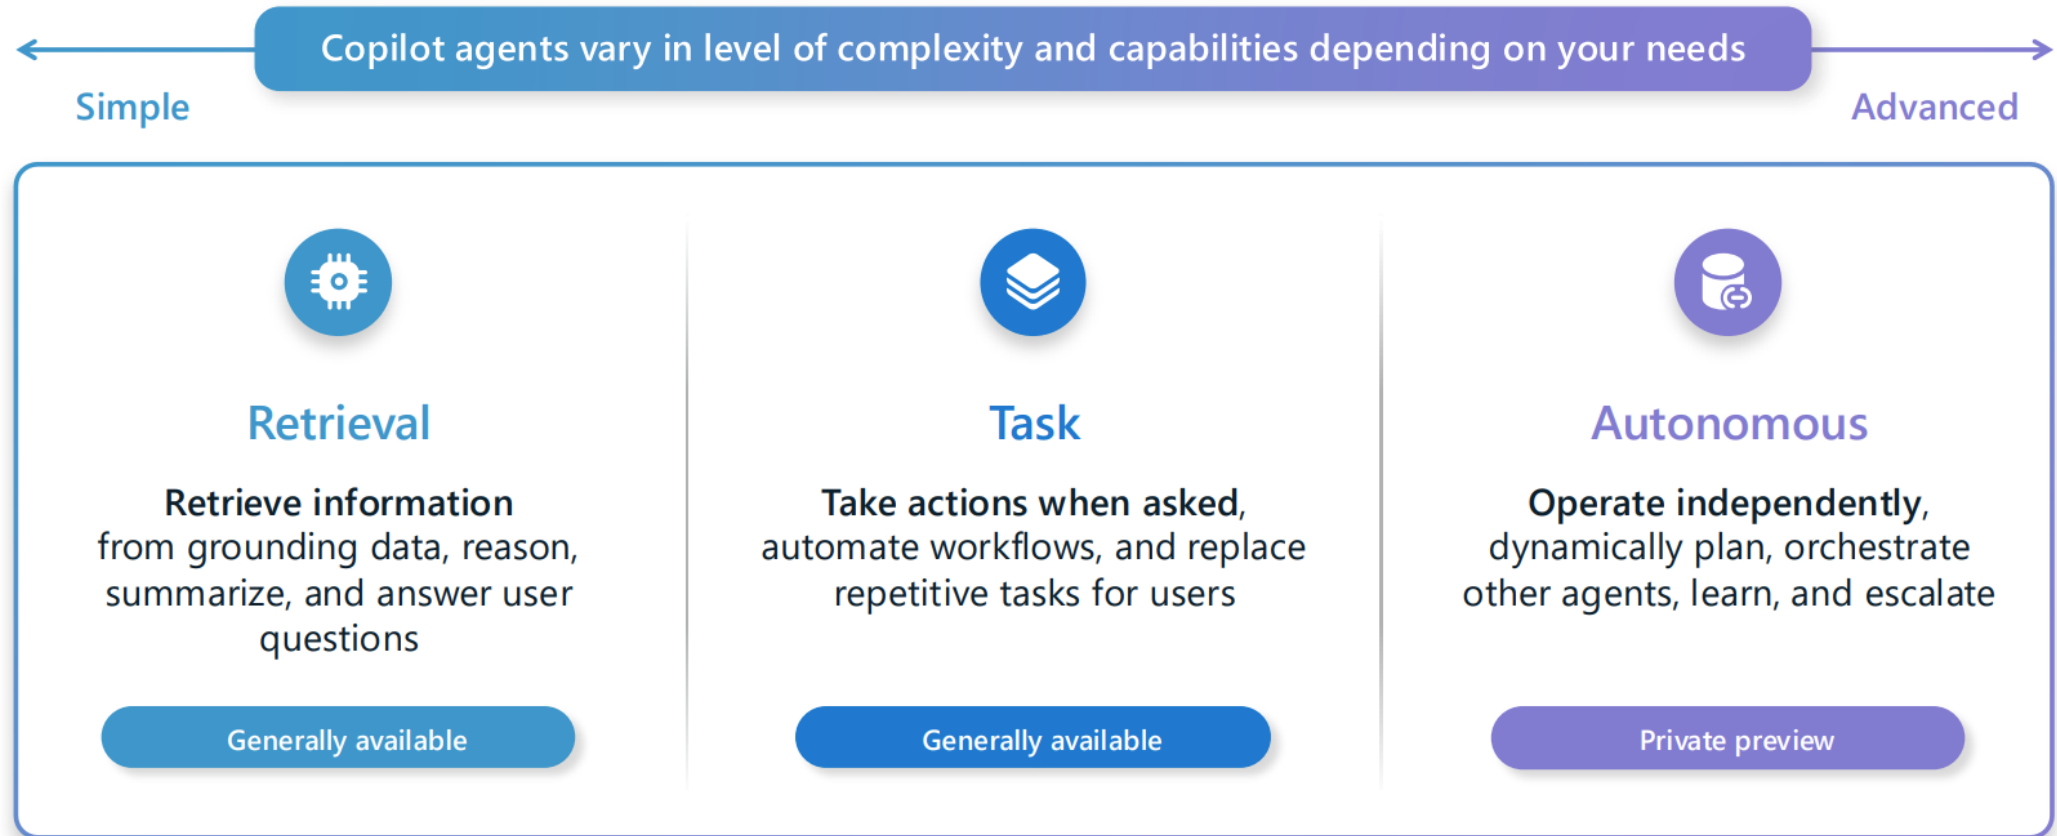 Copilot agents vary in level of complexity and capabilities depending on your needs
Simple
Advanced
Retrieval
Retrieve information
from grounding data, reason,
summarize, and answer user
questions
Generally available
Task
Take actions when asked,
automate workflows, and replace
repetitive tasks for users
Generally available
Autonomous
Operate independently,
dynamically plan, orchestrate
other agents, learn, and escalate
Private preview